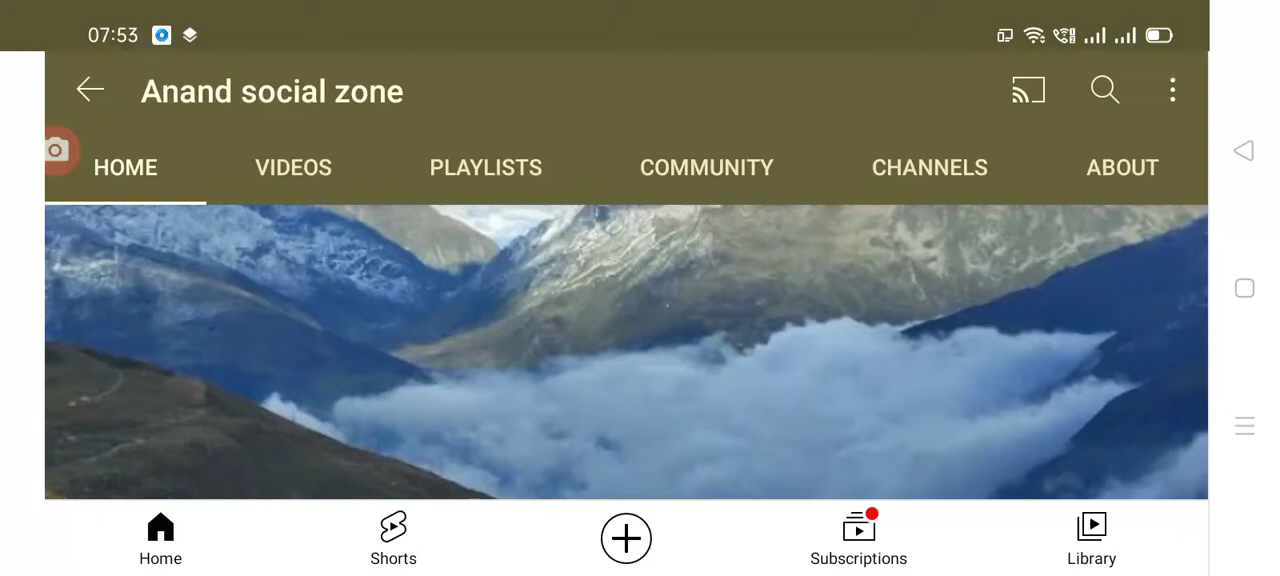 07:53
Anand social zone
HOME VIDEOS PLAYLISTS COMMUNITY CHANNELS ABOUT
Home Shorts Subscriptions Library